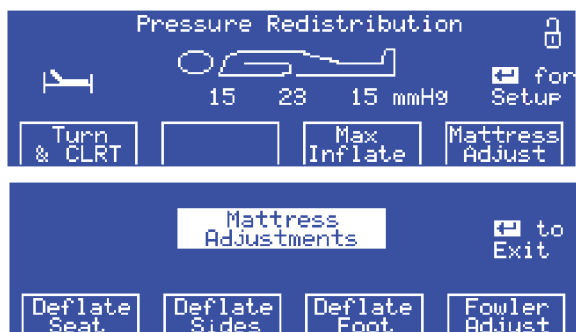 Pressure Redistribution
for
15 23 15 mmHg Setup
Turn Max Mattress
& CLRT Inflate Adjust
Mattress
Adjustments
to
Exit
Deflate Deflate Deflate Fowler
Seat Sides Foot Adjust